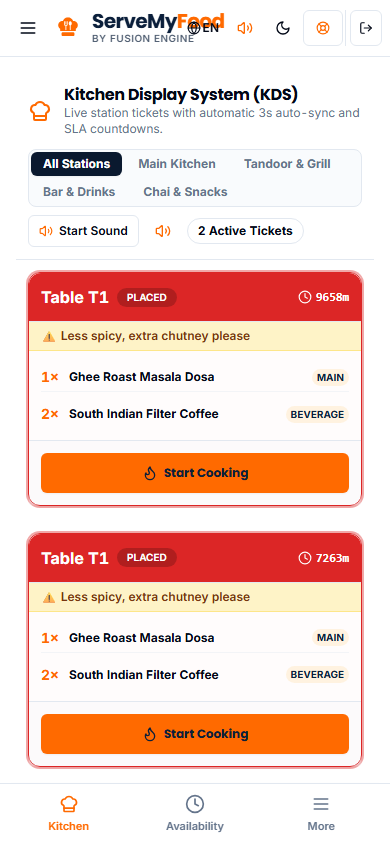 ServeMyFood
BY FUSION ENGINE
EN
Kitchen Display System (KDS)
Live station tickets with automatic 3s auto-sync and
SLA countdowns.
All Stations Main Kitchen Tandoor & Grill
Bar & Drinks Chai & Snacks
Start Sound 2 Active Tickets
Table T1 PLACED 9658m
Less spicy, extra chutney please
1× Ghee Roast Masala Dosa MAIN
2× South Indian Filter Coffee BEVERAGE
Start Cooking
Table T1 PLACED 7263m
Less spicy, extra chutney please
1× Ghee Roast Masala Dosa MAIN
2× South Indian Filter Coffee BEVERAGE
Start Cooking
Kitchen Availability More